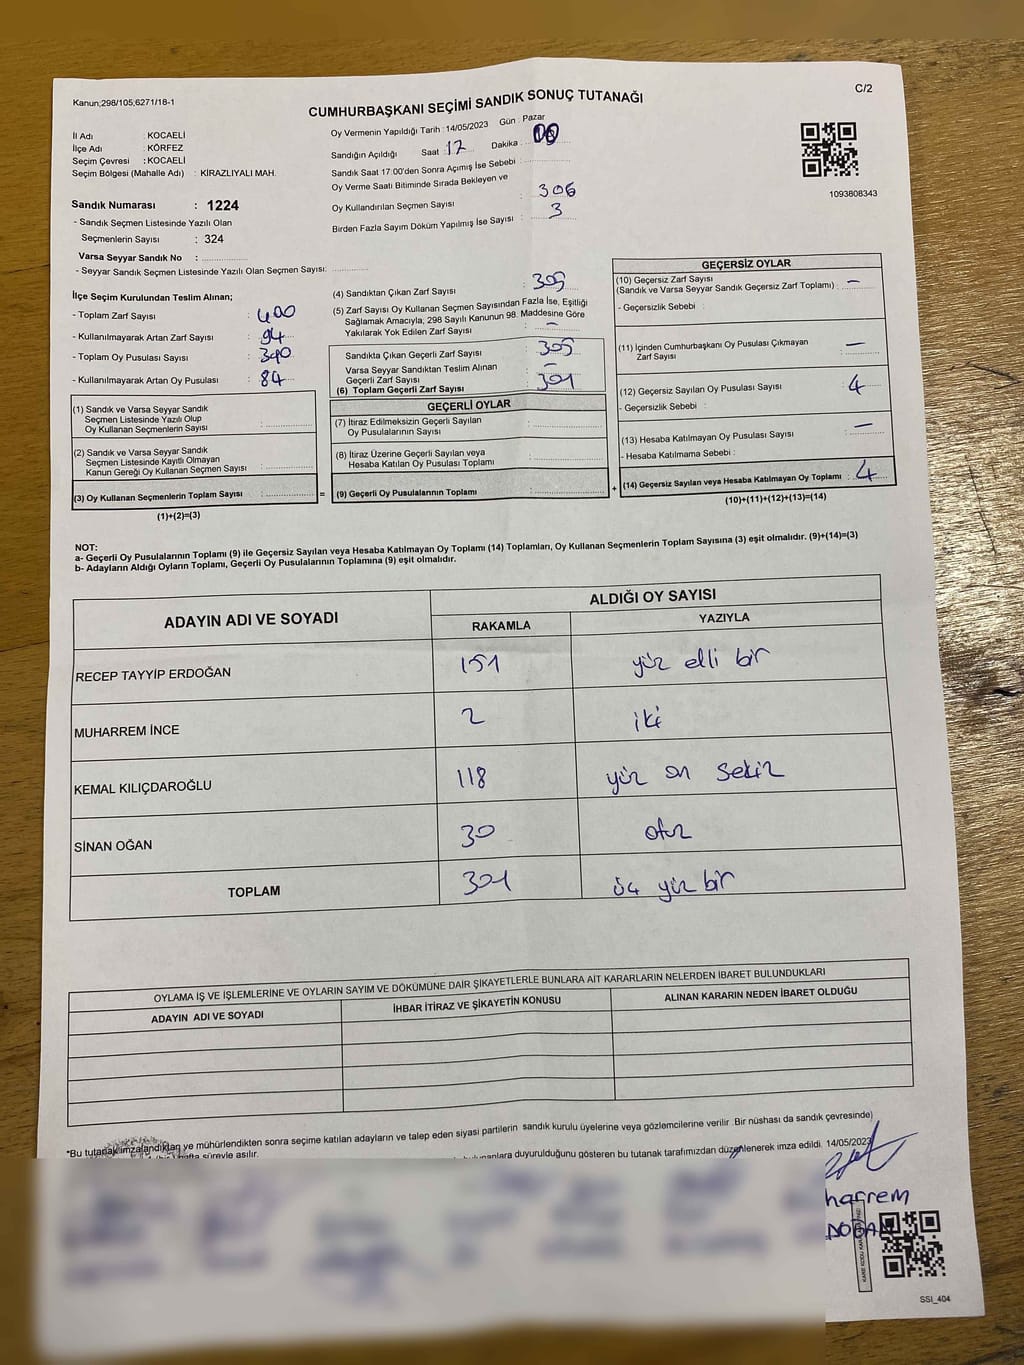 Kanun;298/105,6271/18-1
C/2
CUMHURBAŞKANI SEÇİMİ SANDIK SONUÇ TUTANAĞI
İl Adı : KOCAELİ
İlçe Adı : KÖRFEZ
Seçim Çevresi : KOCAELİ
Seçim Bölgesi (Mahalle Adı) : KİRAZLIYALI MAH.
Sandık Numarası : 1224
- Sandık Seçmen Listesinde Yazılı Olan
Seçmenlerin Sayısı : 324
Varsa Seyyar Sandık No :
- Seyyar Sandık Seçmen Listesinde Yazılı Olan Seçmen Sayısı:
Oy Vermenin Yapıldığı Tarih : 14/05/2023 Gün : Pazar
Sandığın Açıldığı Saat : 17 Dakika : 00
Sandık Saat 17:00'den Sonra Açımış İse Sebebi :
Oy Verme Saati Bitiminde Sırada Bekleyen ve
Oy Kullandırılan Seçmen Sayısı : 306
Birden Fazla Sayım Döküm Yapılmış İse Sayısı : 3
1093808343
İlçe Seçim Kurulundan Teslim Alınan;
- Toplam Zarf Sayısı : 400
- Kullanılmayarak Artan Zarf Sayısı : 94
- Toplam Oy Pusulası Sayısı : 390
- Kullanılmayarak Artan Oy Pusulası : 84
(1) Sandık ve Varsa Seyyar Sandık
Seçmen Listesinde Yazılı Olup
Oy Kullanan Seçmenlerin Sayısı :
(2) Sandık ve Varsa Seyyar Sandık
Seçmen Listesinde Kayıtlı Olmayan
Kanun Gereği Oy Kullanan Seçmen Sayısı :
(3) Oy Kullanan Seçmenlerin Toplam Sayısı : =
(1)+(2)=(3)
(4) Sandıktan Çıkan Zarf Sayısı : 305
(5) Zarf Sayısı Oy Kullanan Seçmen Sayısından Fazla İse, Eşitliği
Sağlamak Amacıyla, 298 Sayılı Kanunun 98. Maddesine Göre
Yakılarak Yok Edilen Zarf Sayısı : –
Sandıkta Çıkan Geçerli Zarf Sayısı : 305
Varsa Seyyar Sandıktan Teslim Alınan
Geçerli Zarf Sayısı : –
(6) Toplam Geçerli Zarf Sayısı : 301
GEÇERLİ OYLAR
(7) İtiraz Edilmeksizin Geçerli Sayılan
Oy Pusulalarının Sayısı :
(8) İtiraz Üzerine Geçerli Sayılan veya
Hesaba Katılan Oy Pusulası Toplamı :
(9) Geçerli Oy Pusulalarının Toplamı : +
GEÇERSİZ OYLAR
(10) Geçersiz Zarf Sayısı
(Sandık ve Varsa Seyyar Sandık Geçersiz Zarf Toplamı) : –
- Geçersizlik Sebebi :
(11) İçinden Cumhurbaşkanı Oy Pusulası Çıkmayan
Zarf Sayısı : –
(12) Geçersiz Sayılan Oy Pusulası Sayısı : 4
- Geçersizlik Sebebi :
(13) Hesaba Katılmayan Oy Pusulası Sayısı : –
- Hesaba Katılmama Sebebi :
(14) Geçersiz Sayılan veya Hesaba Katılmayan Oy Toplamı : 4
(10)+(11)+(12)+(13)=(14)
NOT:
a- Geçerli Oy Pusulalarının Toplamı (9) ile Geçersiz Sayılan veya Hesaba Katılmayan Oy Toplamı (14) Toplamları, Oy Kullanan Seçmenlerin Toplam Sayısına (3) eşit olmalıdır. (9)+(14)=(3)
b- Adayların Aldığı Oyların Toplamı, Geçerli Oy Pusulalarının Toplamına (9) eşit olmalıdır.
ADAYIN ADI VE SOYADI
ALDIĞI OY SAYISI
RAKAMLA YAZIYLA
RECEP TAYYİP ERDOĞAN 151 yüz elli bir
MUHARREM İNCE 2 iki
KEMAL KILIÇDAROĞLU 118 yüz on sekiz
SİNAN OĞAN 30 otuz
TOPLAM 301 üç yüz bir
OYLAMA İŞ VE İŞLEMLERİNE VE OYLARIN SAYIM VE DÖKÜMÜNE DAİR ŞİKAYETLERLE BUNLARA AİT KARARLARIN NELERDEN İBARET BULUNDUKLARI
ADAYIN ADI VE SOYADI İHBAR İTİRAZ VE ŞİKAYETİN KONUSU ALINAN KARARIN NEDEN İBARET OLDUĞU
*Bu tutanak imzalandıktan ve mühürlendikten sonra seçime katılan adayların ve talep eden siyasi partilerin sandık kurulu üyelerine veya gözlemcilerine verilir. Bir nüshası da sandık çevresinde)
hafta süreyle asılır.
duyurulduğunu gösteren bu tutanak tarafımızdan düzenlenerek imza edildi. 14/05/2023
harrem
DOĞAN
SSI_404